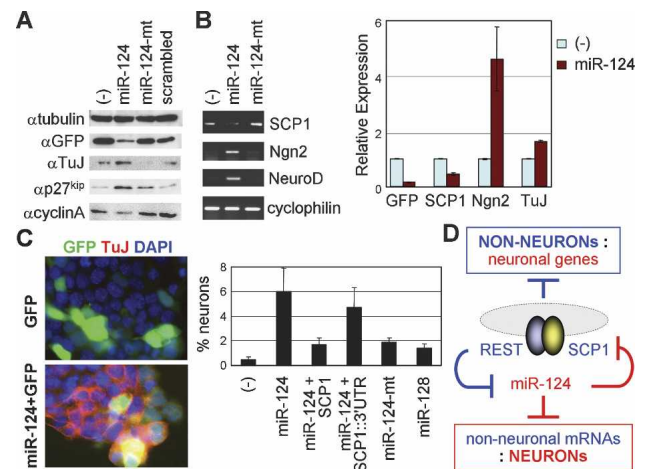 A
(-)
miR-124
miR-124-mt
scrambled
αtubulin
αGFP
αTuJ
αp27kip
αcyclinA
B
(-)
miR-124
miR-124-mt
SCP1
Ngn2
NeuroD
cyclophilin
Relative Expression
6
4
2
0
GFP SCP1 Ngn2 TuJ
(-)
miR-124
C
GFP TuJ DAPI
GFP
miR-124+GFP
% neurons
8
6
4
2
0
(-)
miR-124
miR-124 +
SCP1
miR-124 +
SCP1::3'UTR
miR-124-mt
miR-128
D
NON-NEURONs :
neuronal genes
REST
SCP1
miR-124
non-neuronal mRNAs
: NEURONs